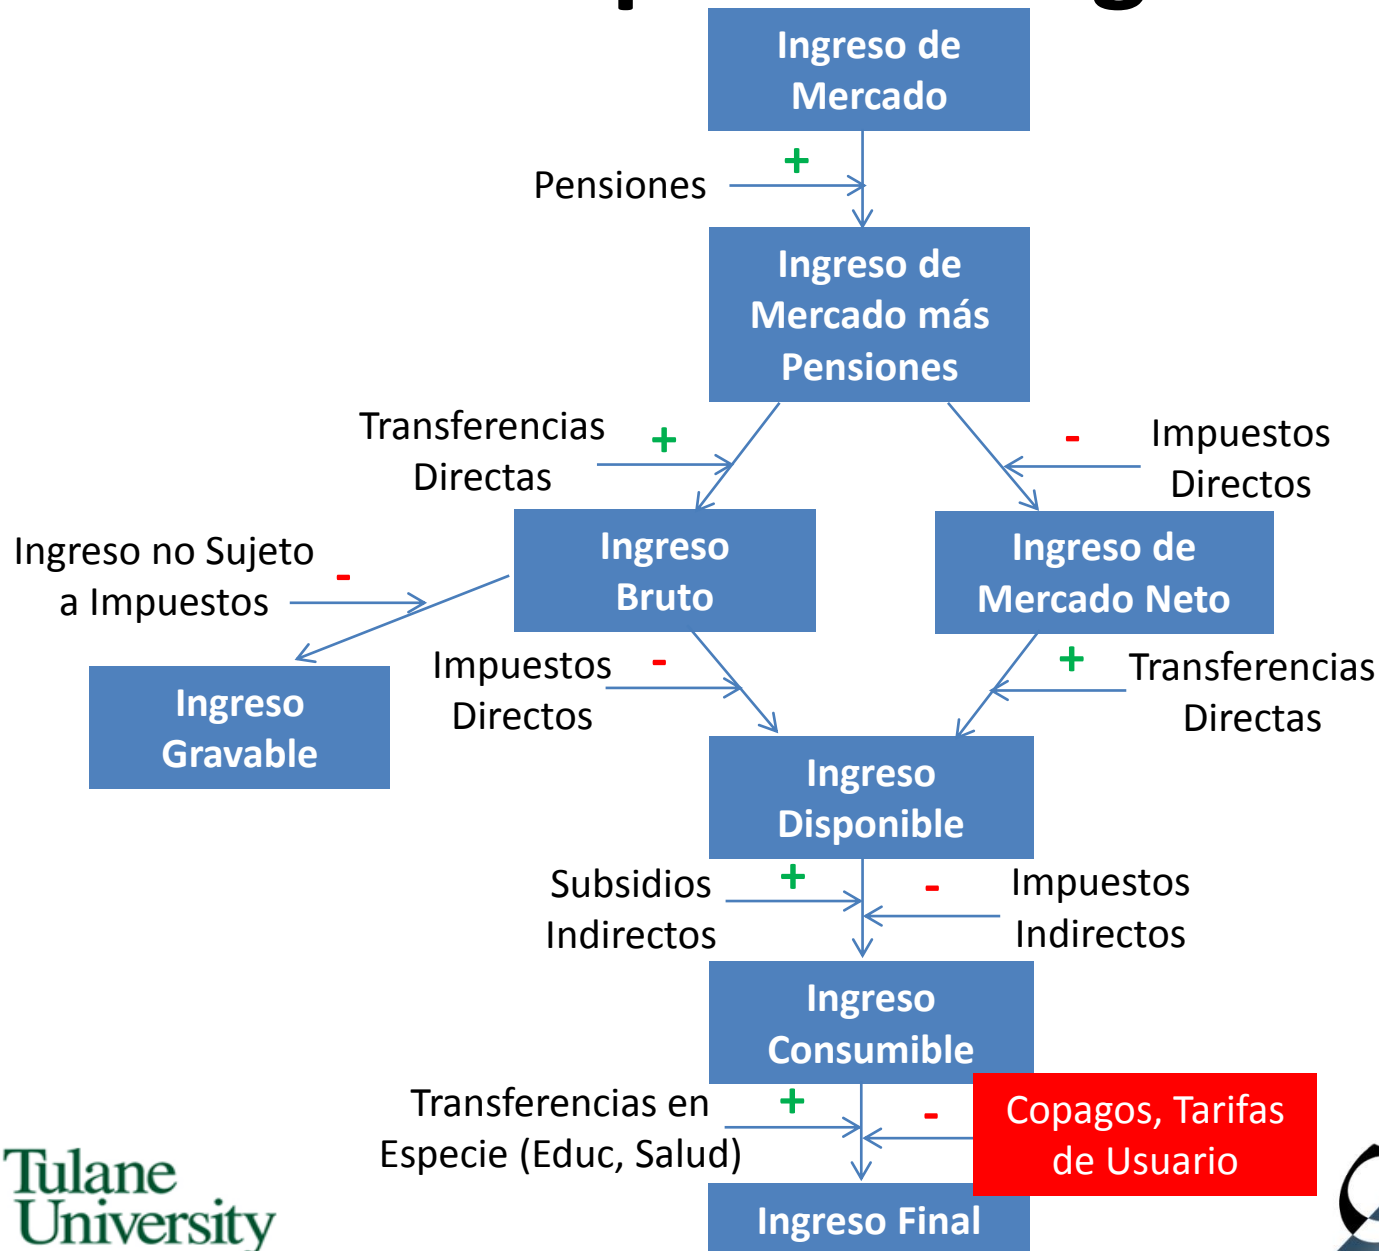 Ingreso de
Mercado
+
Pensiones
Ingreso de
Mercado más
Pensiones
Transferencias
Directas
+
-
Impuestos
Directos
Ingreso no Sujeto
a Impuestos
-
Ingreso
Bruto
Ingreso de
Mercado Neto
Ingreso
Gravable
Impuestos
Directos
-
+
Transferencias
Directas
Ingreso
Disponible
Subsidios
Indirectos
+
-
Impuestos
Indirectos
Ingreso
Consumible
Transferencias en
Especie (Educ, Salud)
+
-
Copagos, Tarifas
de Usuario
Ingreso Final
Tulane
University